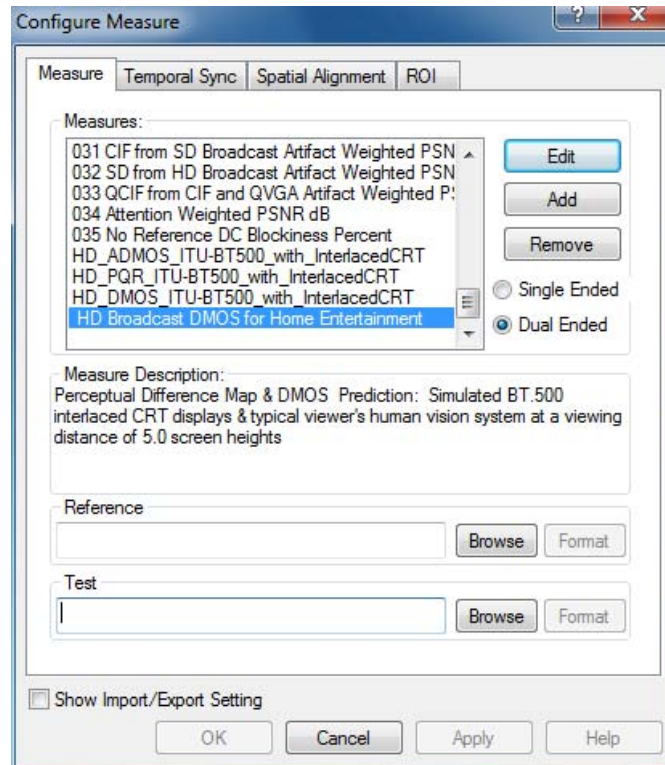 Configure Measure
? X
Measure Temporal Sync Spatial Alignment ROI
Measures:
031 CIF from SD Broadcast Artifact Weighted PSN
032 SD from HD Broadcast Artifact Weighted PSN
033 QCIF from CIF and QVGA Artifact Weighted P
034 Attention Weighted PSNR dB
035 No Reference DC Blockiness Percent
HD_ADMOS_ITU-BT500_with_InterlacedCRT
HD_PQR_ITU-BT500_with_InterlacedCRT
HD_DMOS_ITU-BT500_with_InterlacedCRT
HD Broadcast DMOS for Home Entertainment
Edit
Add
Remove
Single Ended
Dual Ended
Measure Description:
Perceptual Difference Map & DMOS Prediction: Simulated BT.500
interlaced CRT displays & typical viewer's human vision system at a viewing
distance of 5.0 screen heights
Reference
Browse Format
Test
Browse Format
Show Import/Export Setting
OK Cancel Apply Help